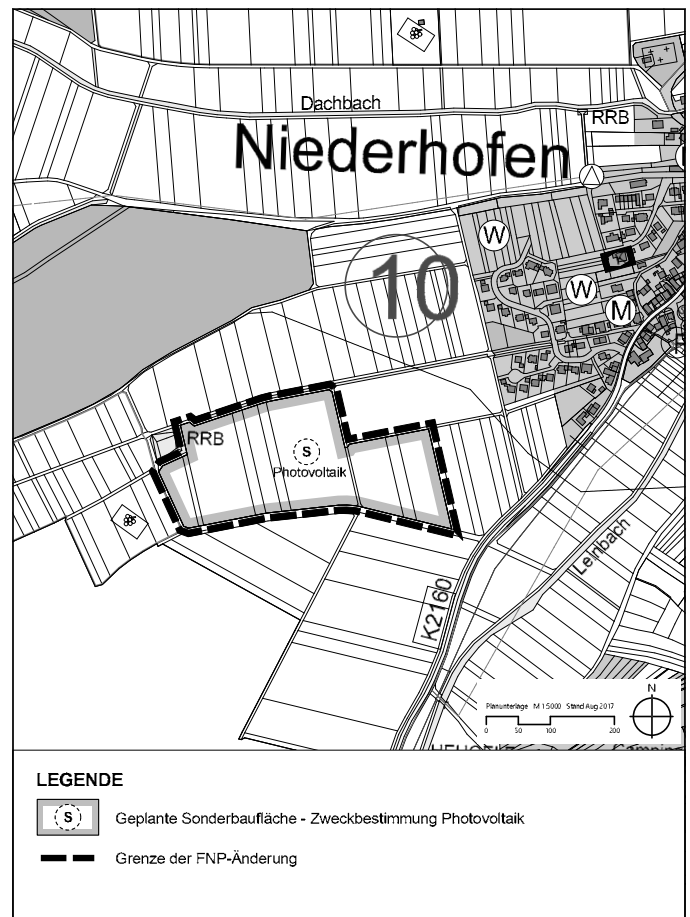 Dachbach
RRB
Niederhofen
W
10
W
M
RRB
S
Photovoltaik
Leinbach
K2160
Planunterlage M 1:5000 Stand Aug.2017
N
0 50 100 200
LEGENDE
S Geplante Sonderbaufläche - Zweckbestimmung Photovoltaik
Grenze der FNP-Änderung